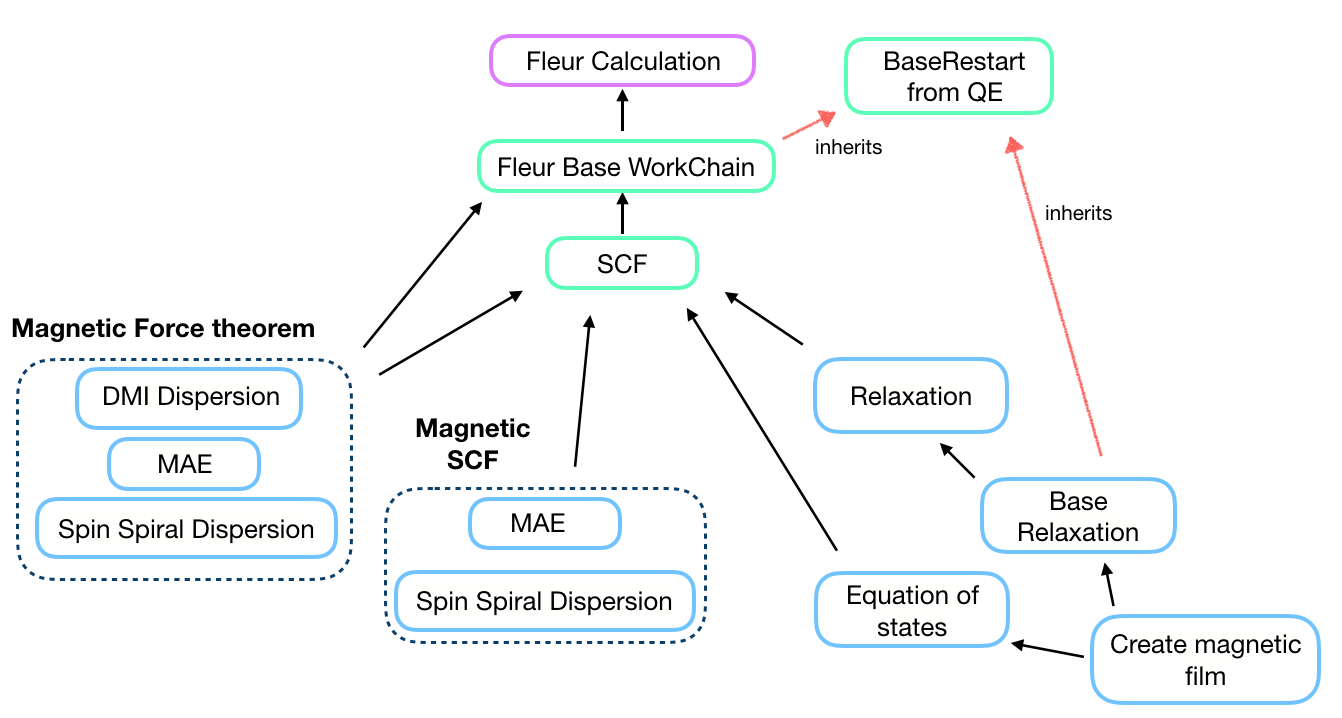 Fleur Calculation
BaseRestart
from QE
inherits
Fleur Base WorkChain
inherits
SCF
Magnetic Force theorem
DMI Dispersion
MAE
Spin Spiral Dispersion
Magnetic
SCF
MAE
Spin Spiral Dispersion
Relaxation
Base
Relaxation
Equation of
states
Create magnetic
film